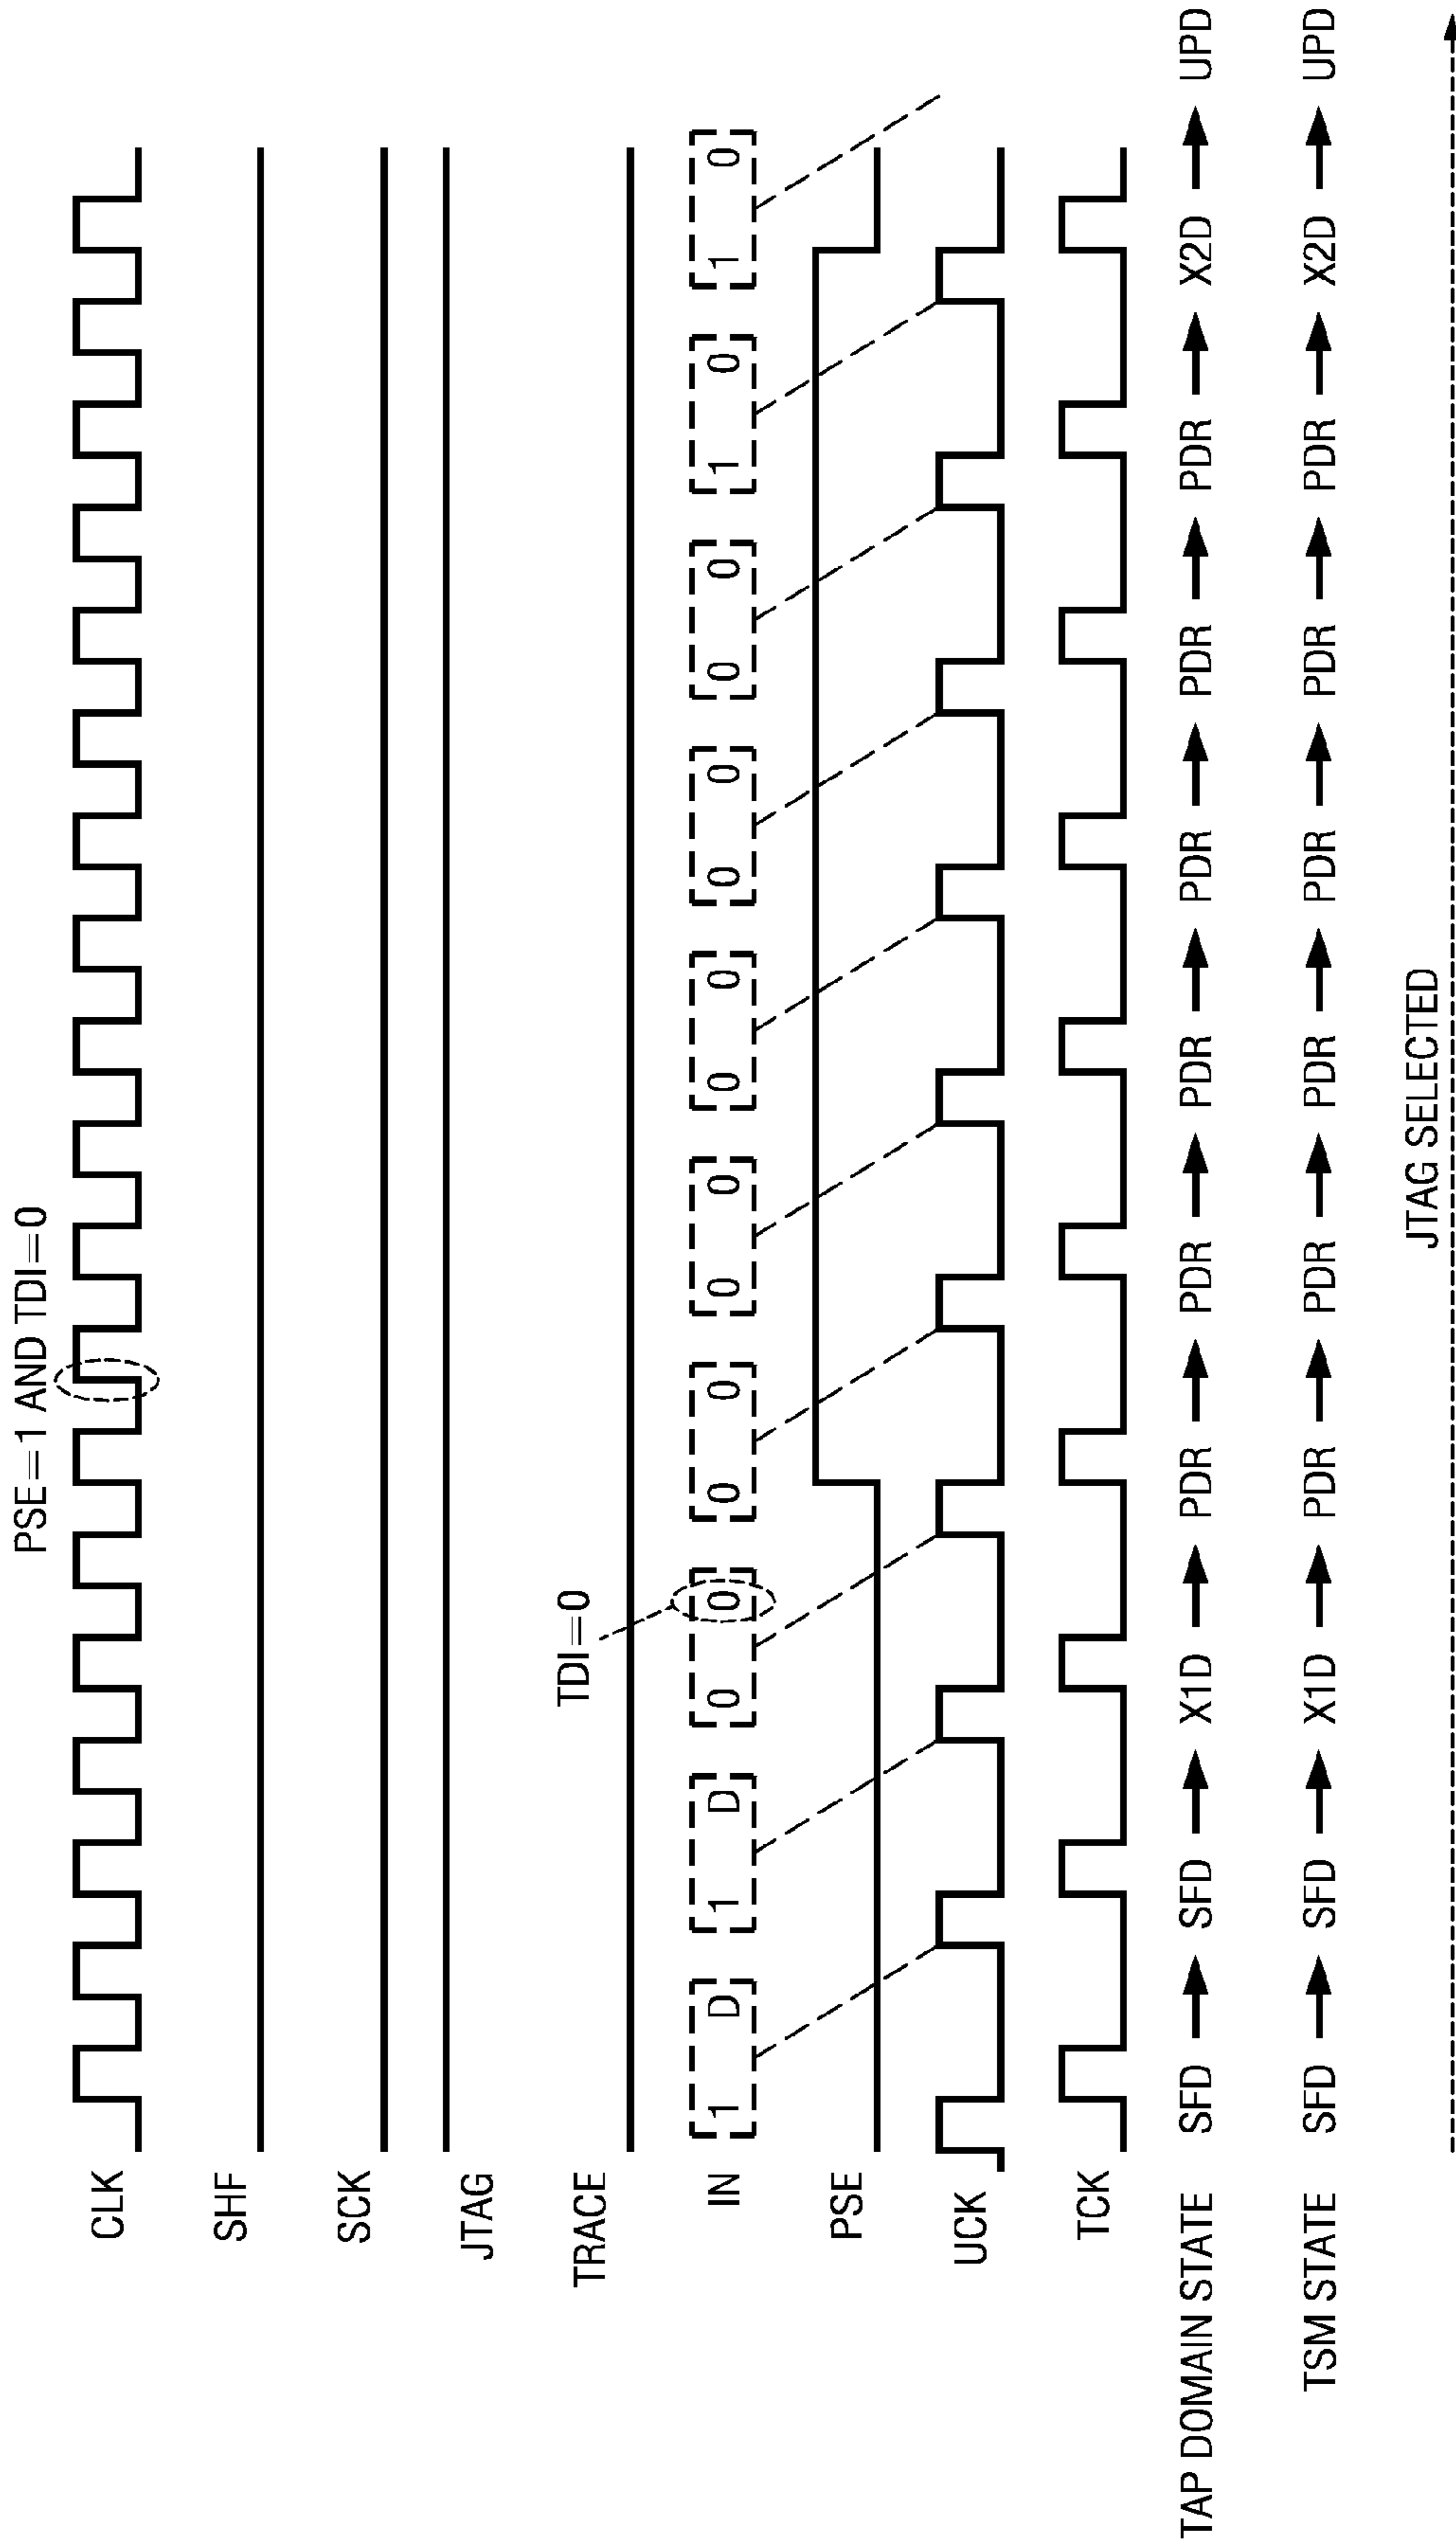 PSE=1 AND TDI=0
CLK
SHF
SCK
JTAG
TRACE
TDI=0
IN 1 D 1 D 0 0 0 0 0 0 0 0 0 0 0 0 1 0 1 0
PSE
UCK
TCK
TAP DOMAIN STATE SFD SFD X1D PDR PDR PDR PDR PDR PDR X2D UPD
TSM STATE SFD SFD X1D PDR PDR PDR PDR PDR PDR X2D UPD
JTAG SELECTED